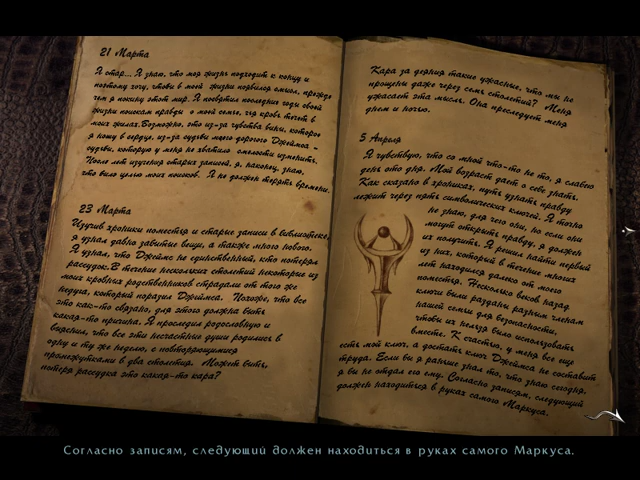 21 Марта
Я стар... Я знаю, что моя жизнь подходит к концу и
поэтому хочу, чтобы в моей жизни появился смысл, прежде
чем я покину этот мир. Я посвятил последние годы своей
жизни поискам правды о моей семье, чья кровь течет в
моих жилах.Возможно, это из-за чувства вины, которое
я ношу в сердце, из-за судьбы моего дорогого Джеймса -
судьбы, которую у меня не хватило смелости изменить.
После лет изучения старых записей, я, наконец, знаю,
что было целью моих поисков. Я не должен терять времени.
23 Марта
Изучив хроники поместья и старые записи в библиотеке,
я узнал давно забытые вещи, а также много нового.
Я узнал, что Джеймс не единственный, кто потерял
рассудок.В течение нескольких столетий некоторые из
моих кровных родственников страдали от того же
недуга, который поразил Джеймса. Похоже, что все
это как-то связано, для этого должна быть
какая-то причина. Я проследил родословную и
выяснил, что все эти несчастные души родились в
одну и ту же неделю, с повторяющимися
промежутками в два столетия. Может быть,
потеря рассудка это какая-то кара?
Кара за деяния такие ужасные, что мы не
прощены даже через семь столетий? Меня
ужасает эта мысль. Она преследует меня
днем и ночью.
5 Апреля
Я чувствую, что со мной что-то не то, я слабею
день ото дня. Мой возраст дает о себе знать.
Как сказано в хрониках, путь узнать правду
лежит через пять символических ключей. Я точно
не знаю, для чего они, но если они
могут открыть правду, я должен
их получить. Я решил найти первый
из них, который в течение многих
лет находился далеко от моего
поместья. Несколько веков назад
ключи были розданы разным членам
нашей семьи для безопасности,
чтобы их нельзя было использовать
вместе. К счастью, у меня все еще
есть мой ключ, а достать ключ Джеймса не составит
труда. Если бы я раньше знал то, что знаю сегодня,
я бы не отдал его ему. Согласно записям, следующий
должен находиться в руках самого Маркуса.
Согласно записям, следующий должен находиться в руках самого Маркуса.